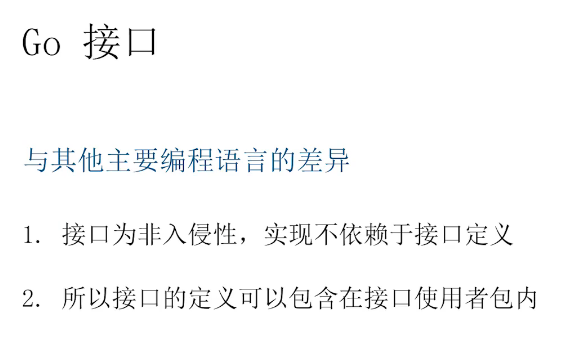 Go 接口
与其他主要编程语言的差异
1. 接口为非入侵性，实现不依赖于接口定义
2. 所以接口的定义可以包含在接口使用者包内